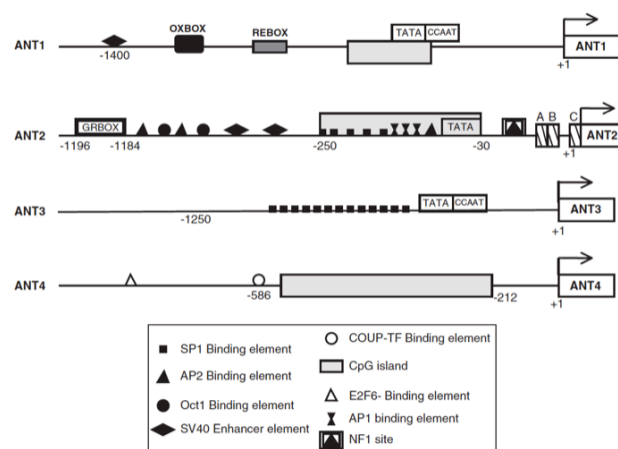 OXBOX
REBOX
TATA CCAAT
ANT1
-1400
+1
ANT1
GRBOX
A B C
ANT2
TATA
ANT2
-1196 -1184
-250
-30
+1
ANT3
TATA CCAAT
ANT3
-1250
+1
ANT4
-586
-212
ANT4
+1
SP1 Binding element
AP2 Binding element
Oct1 Binding element
SV40 Enhancer element
COUP-TF Binding element
CpG island
E2F6- Binding element
AP1 binding element
NF1 site